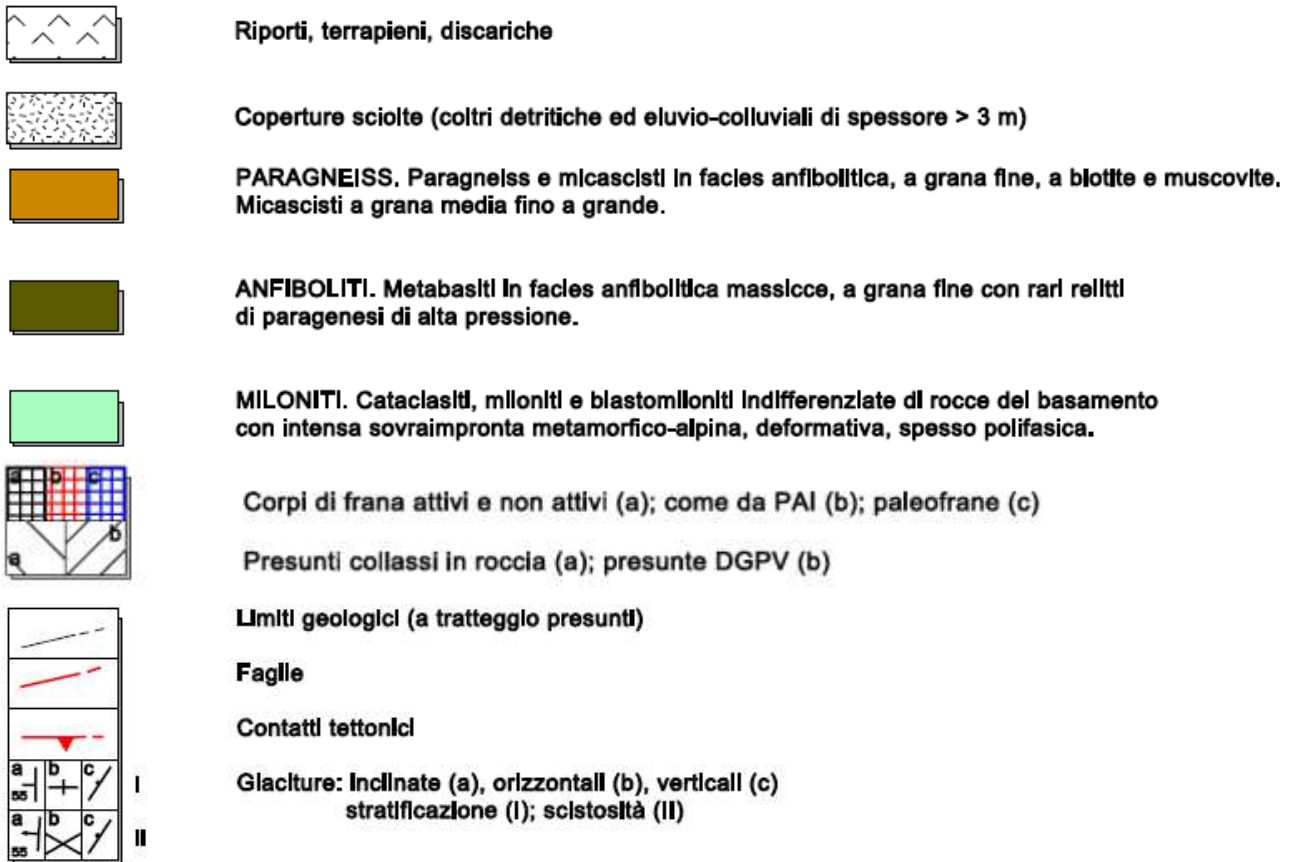 Riporti, terrapieni, discariche
Coperture sciolte (coltri detritiche ed eluvio-colluviali di spessore > 3 m)
PARAGNEISS. Paragneiss e micascisti in facies anfibolitica, a grana fine, a biotite e muscovite.
Micascisti a grana media fino a grande.
ANFIBOLITI. Metabasiti in facies anfibolitica massicce, a grana fine con rari relitti
di paragenesi di alta pressione.
MILONITI. Cataclasiti, miloniti e blastomiloniti indifferenziate di rocce del basamento
con intensa sovraimpronta metamorfico-alpina, deformativa, spesso polifasica.
a b c
Corpi di frana attivi e non attivi (a); come da PAI (b); paleofrane (c)
a b
Presunti collassi in roccia (a); presunte DGPV (b)
Limiti geologici (a tratteggio presunti)
Faglie
Contatti tettonici
a 55 b c I
Giaciture: inclinate (a), orizzontali (b), verticali (c)
stratificazione (I); scistosità (II)
a 55 b c II